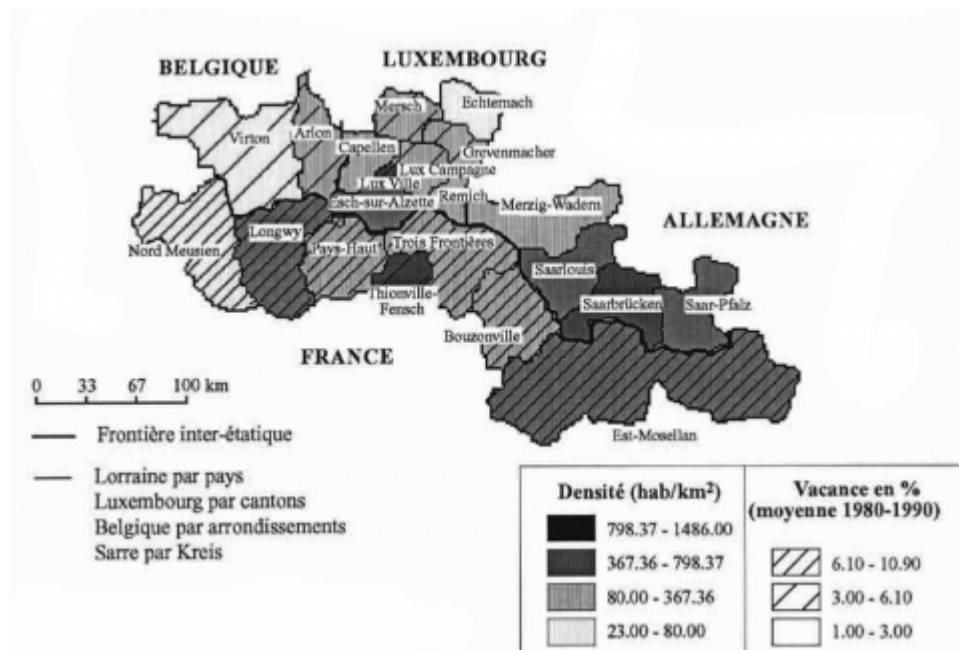 BELGIQUE
LUXEMBOURG
Mersch
Echternach
Virton
Arlon
Capellen
Grevenmacher
Lux Campagne
Lux Ville
Esch-sur-Alzette
Remich
Merzig-Wadern
ALLEMAGNE
Nord Meusien
Longwy
Pays-Haut
Trois Frontières
Saarlouis
Thionville-
Fensch
Saarbrücken
Saar-Pfalz
Bouzonville
FRANCE
0 33 67 100 km
Est-Mosellan
Frontière inter-étatique
Lorraine par pays
Luxembourg par cantons
Belgique par arrondissements
Sarre par Kreis
Densité (hab/km²)
798.37 - 1486.00
367.36 - 798.37
80.00 - 367.36
23.00 - 80.00
Vacance en %
(moyenne 1980-1990)
6.10 - 10.90
3.00 - 6.10
1.00 - 3.00